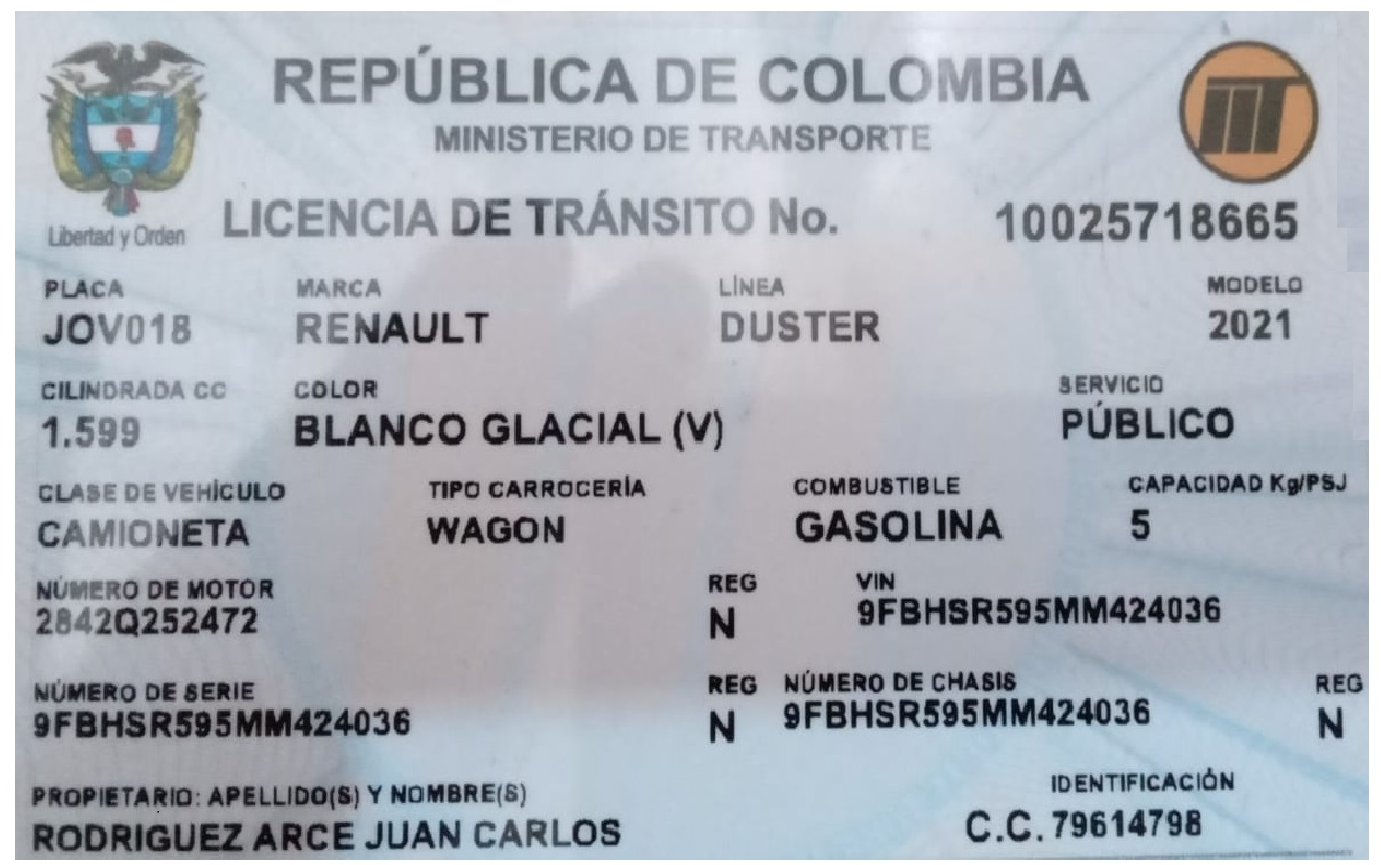 REPÚBLICA DE COLOMBIA
MINISTERIO DE TRANSPORTE
Libertad y Orden
LICENCIA DE TRÁNSITO No. 10025718665
PLACA MARCA LÍNEA MODELO
JOV018 RENAULT DUSTER 2021
CILINDRADA CC COLOR SERVICIO
1.599 BLANCO GLACIAL (V) PÚBLICO
CLASE DE VEHÍCULO TIPO CARROCERÍA COMBUSTIBLE CAPACIDAD Kg/PSJ
CAMIONETA WAGON GASOLINA 5
NÚMERO DE MOTOR REG VIN
2842Q252472 N 9FBHSR595MM424036
NÚMERO DE SERIE REG NÚMERO DE CHASIS REG
9FBHSR595MM424036 N 9FBHSR595MM424036 N
PROPIETARIO: APELLIDO(S) Y NOMBRE(S) IDENTIFICACIÓN
RODRIGUEZ ARCE JUAN CARLOS C.C. 79614798